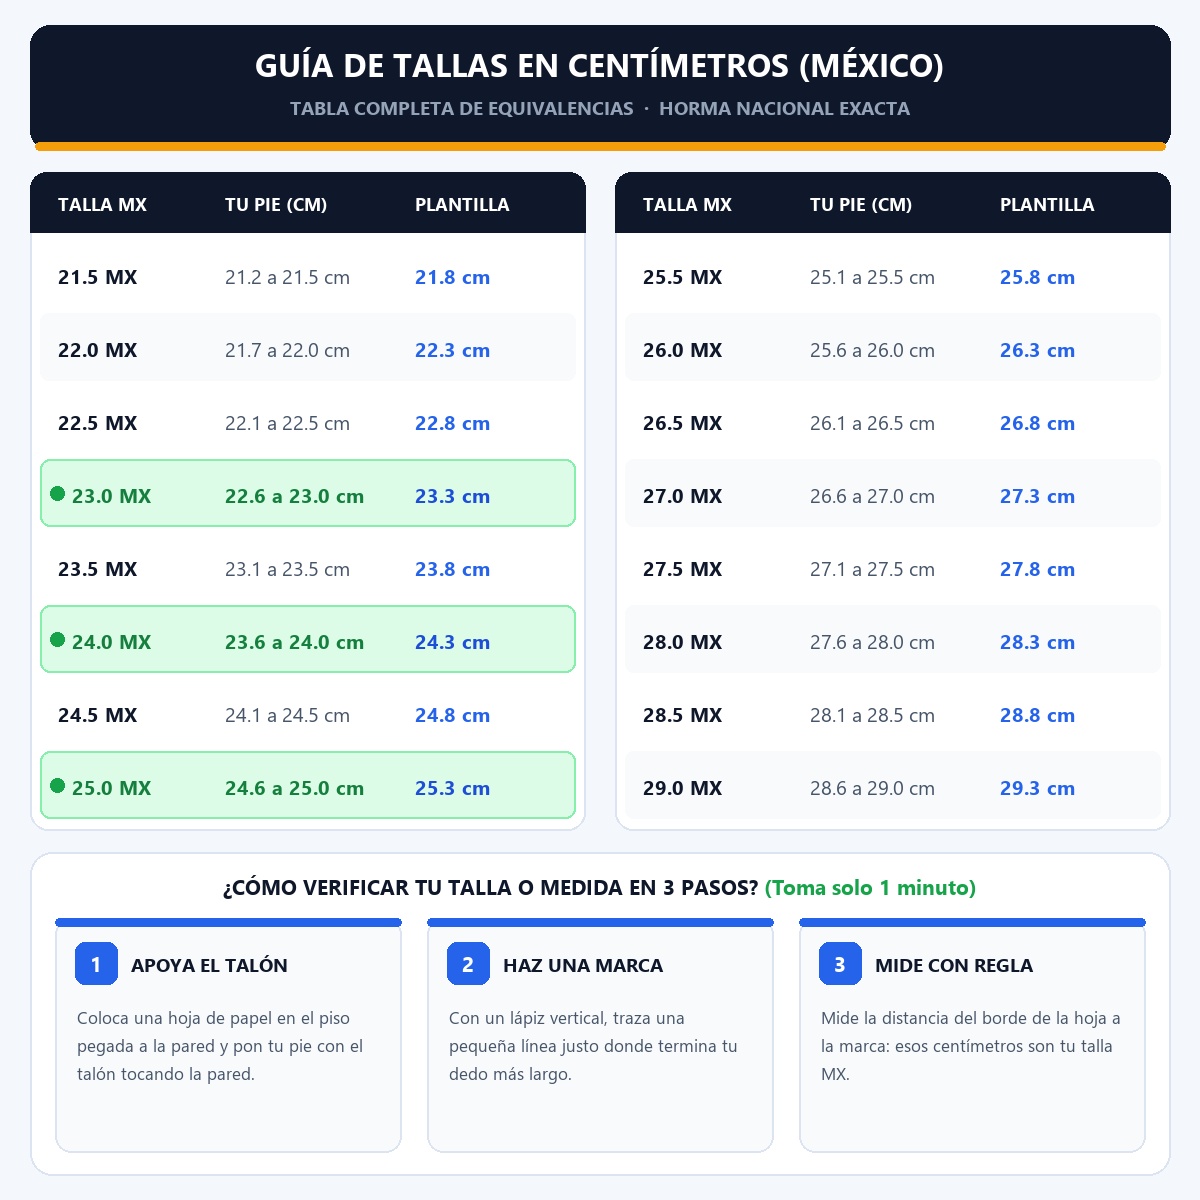 GUÍA DE TALLAS EN CENTÍMETROS (MÉXICO)
TABLA COMPLETA DE EQUIVALENCIAS · HORMA NACIONAL EXACTA
TALLA MX TU PIE (CM) PLANTILLA
21.5 MX 21.2 a 21.5 cm 21.8 cm
22.0 MX 21.7 a 22.0 cm 22.3 cm
22.5 MX 22.1 a 22.5 cm 22.8 cm
23.0 MX 22.6 a 23.0 cm 23.3 cm
23.5 MX 23.1 a 23.5 cm 23.8 cm
24.0 MX 23.6 a 24.0 cm 24.3 cm
24.5 MX 24.1 a 24.5 cm 24.8 cm
25.0 MX 24.6 a 25.0 cm 25.3 cm
TALLA MX TU PIE (CM) PLANTILLA
25.5 MX 25.1 a 25.5 cm 25.8 cm
26.0 MX 25.6 a 26.0 cm 26.3 cm
26.5 MX 26.1 a 26.5 cm 26.8 cm
27.0 MX 26.6 a 27.0 cm 27.3 cm
27.5 MX 27.1 a 27.5 cm 27.8 cm
28.0 MX 27.6 a 28.0 cm 28.3 cm
28.5 MX 28.1 a 28.5 cm 28.8 cm
29.0 MX 28.6 a 29.0 cm 29.3 cm
¿CÓMO VERIFICAR TU TALLA O MEDIDA EN 3 PASOS? (Toma solo 1 minuto)
1 APOYA EL TALÓN
Coloca una hoja de papel en el piso
pegada a la pared y pon tu pie con el
talón tocando la pared.
2 HAZ UNA MARCA
Con un lápiz vertical, traza una
pequeña línea justo donde termina tu
dedo más largo.
3 MIDE CON REGLA
Mide la distancia del borde de la hoja a
la marca: esos centímetros son tu talla
MX.